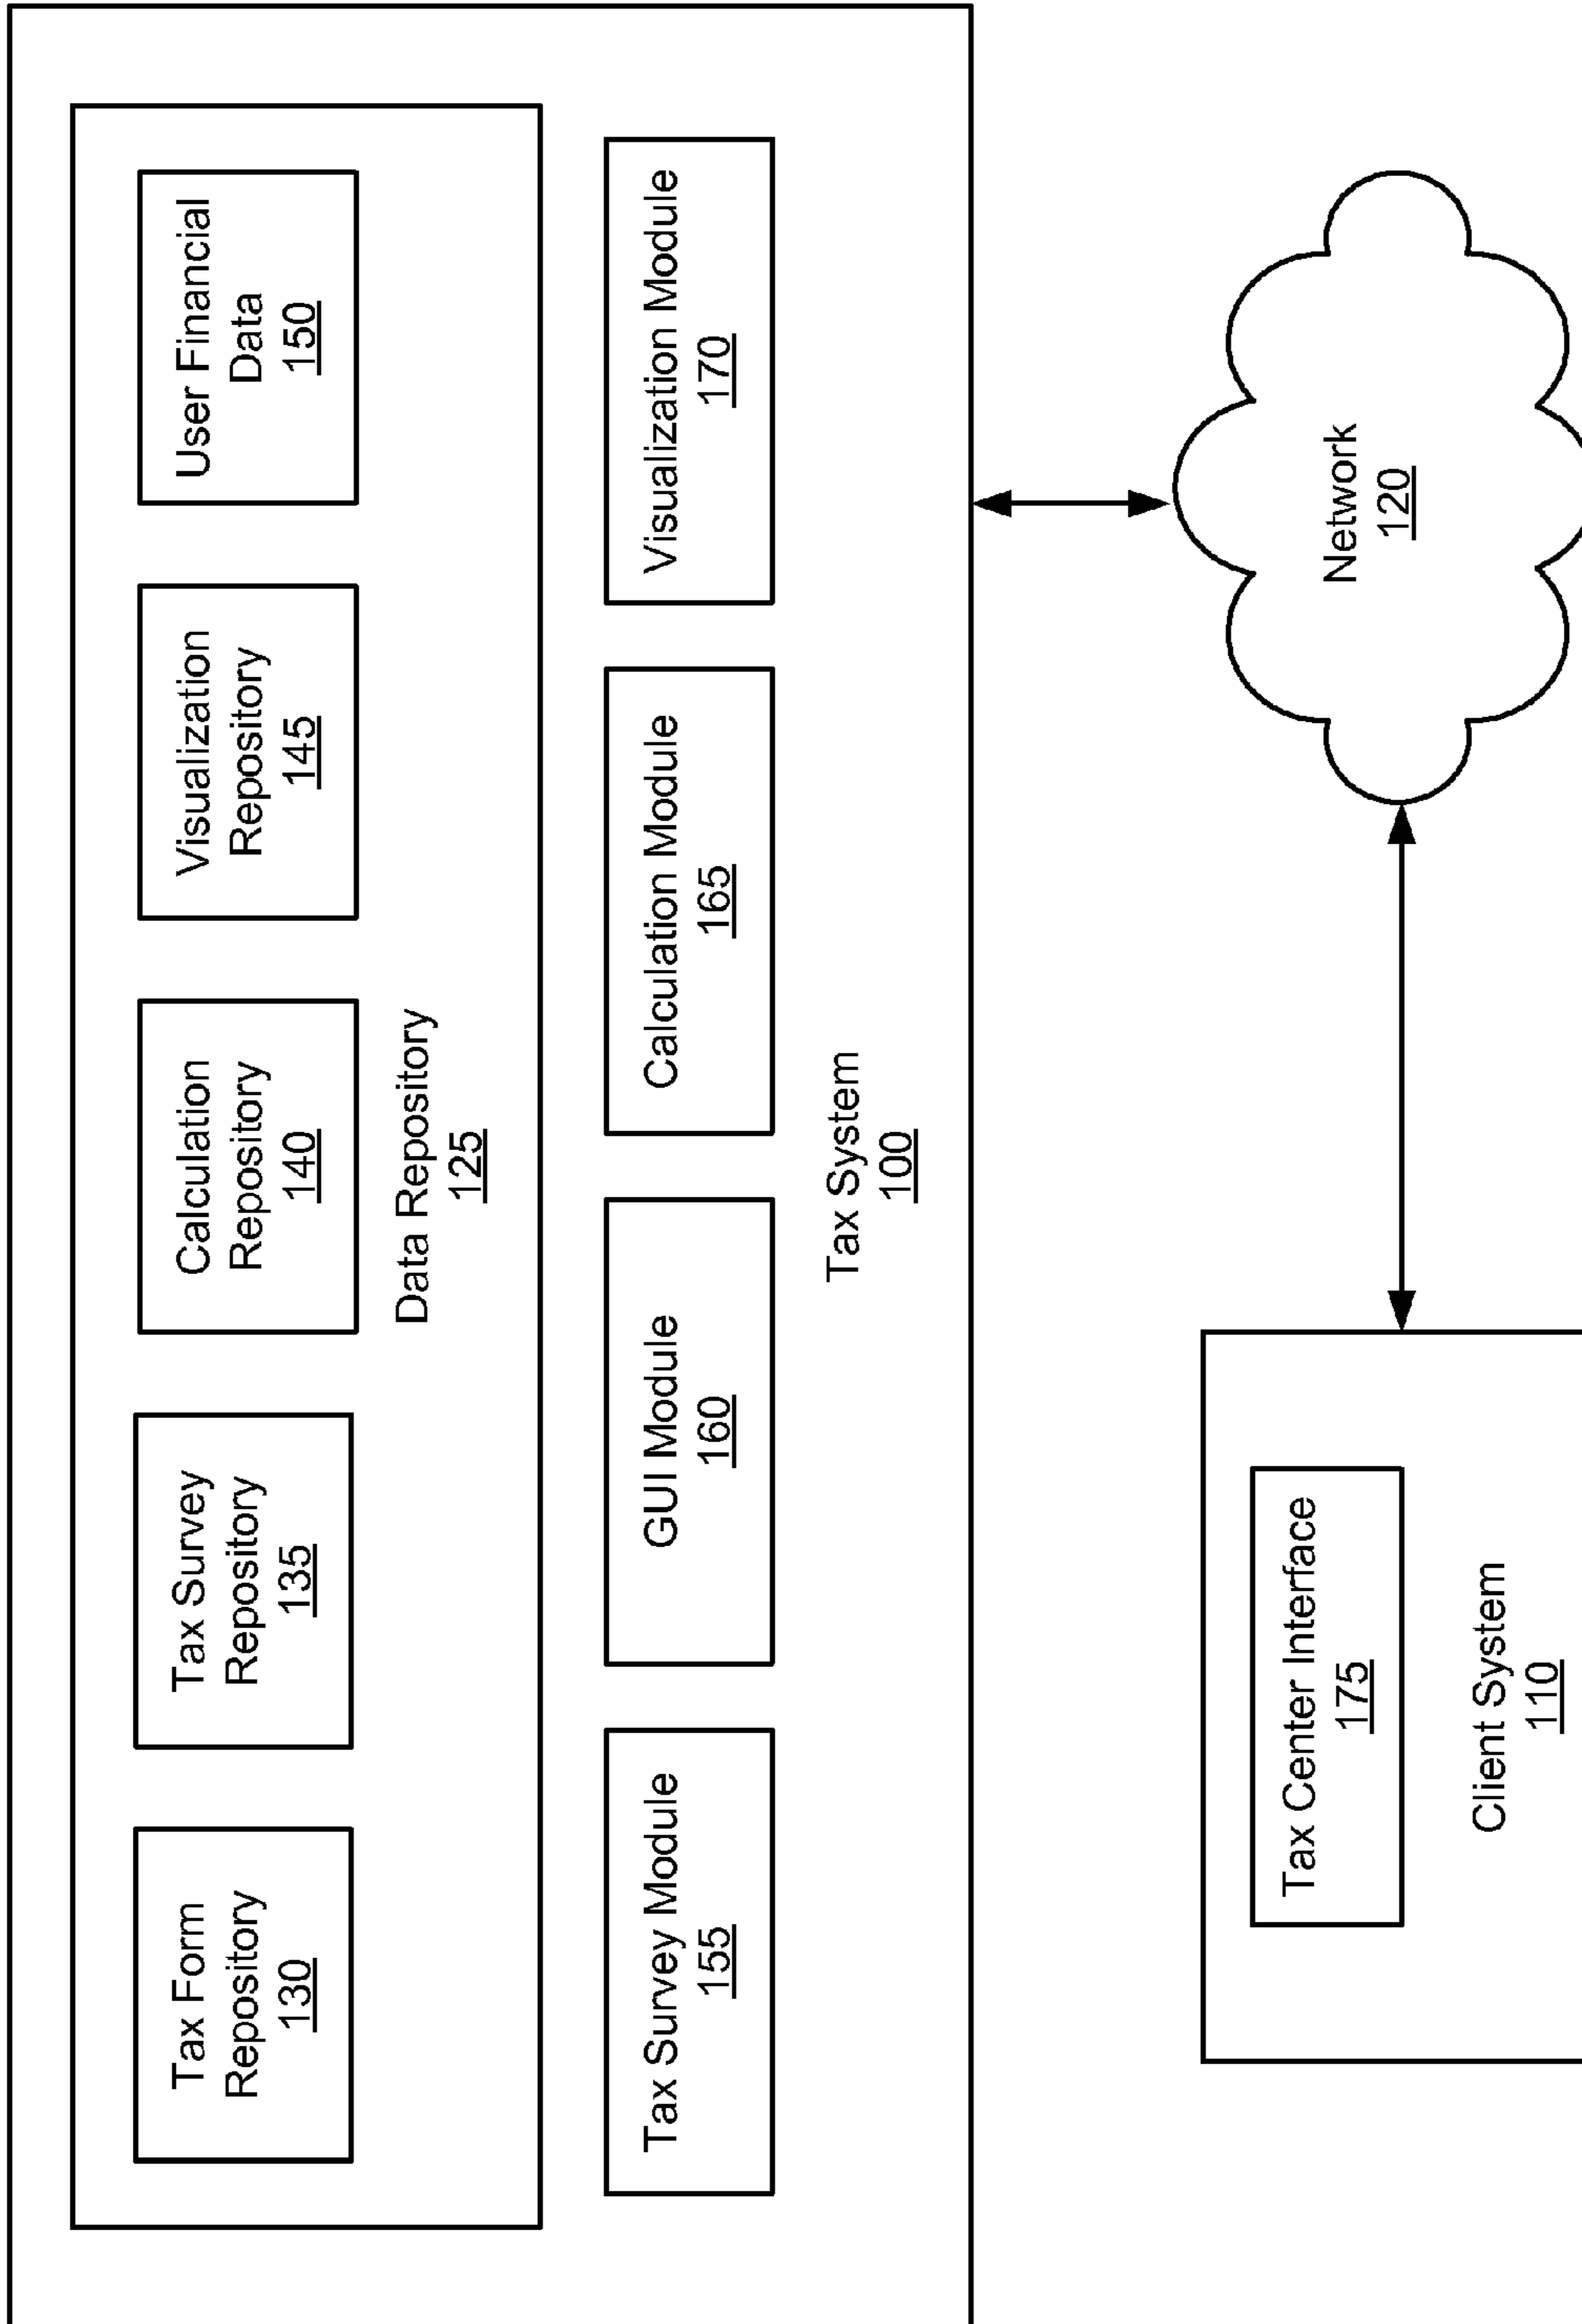 Tax Form
Repository
130
Tax Survey
Repository
135
Calculation
Repository
140
Visualization
Repository
145
User Financial
Data
150
Data Repository
125
Tax Survey Module
155
GUI Module
160
Calculation Module
165
Visualization Module
170
Tax System
100
Tax Center Interface
175
Client System
110
Network
120